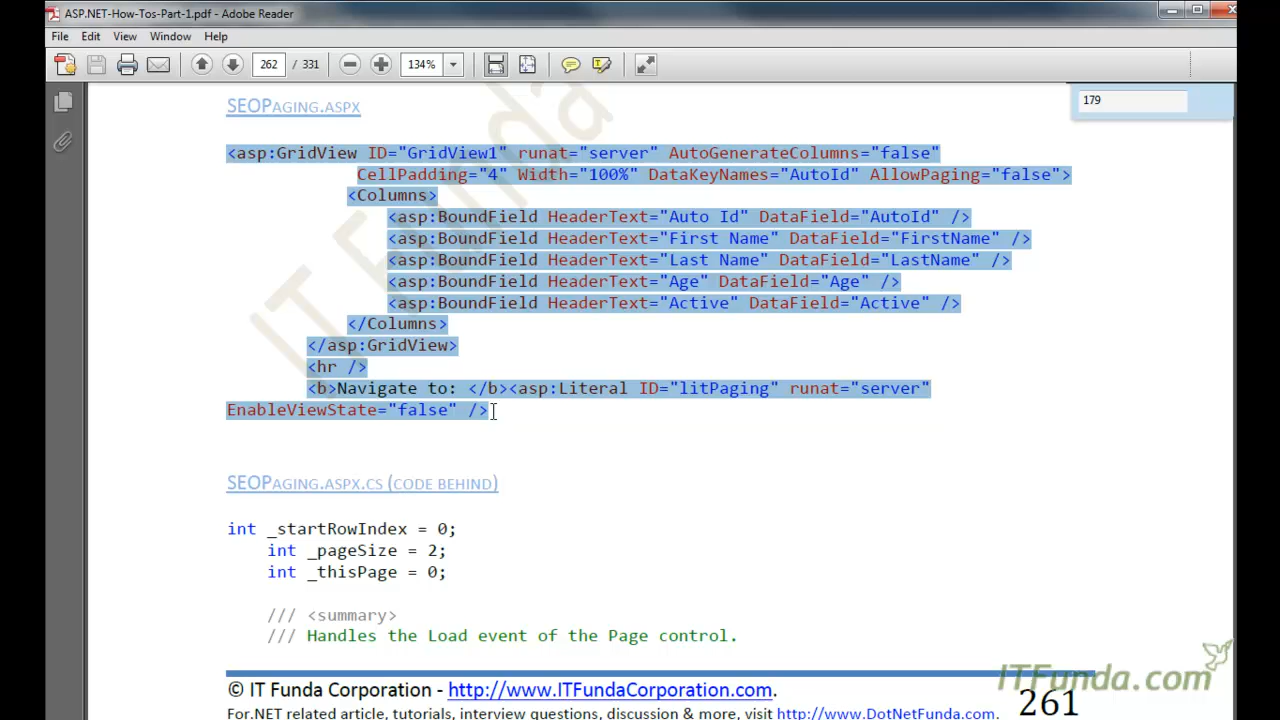 ASP.NET-How-Tos-Part-1.pdf - Adobe Reader
File Edit View Window Help
262 / 331 134%
179
SEOPAGING.ASPX
<asp:GridView ID="GridView1" runat="server" AutoGenerateColumns="false"
CellPadding="4" Width="100%" DataKeyNames="AutoId" AllowPaging="false">
<Columns>
<asp:BoundField HeaderText="Auto Id" DataField="AutoId" />
<asp:BoundField HeaderText="First Name" DataField="FirstName" />
<asp:BoundField HeaderText="Last Name" DataField="LastName" />
<asp:BoundField HeaderText="Age" DataField="Age" />
<asp:BoundField HeaderText="Active" DataField="Active" />
</Columns>
</asp:GridView>
<hr />
<b>Navigate to: </b><asp:Literal ID="litPaging" runat="server"
EnableViewState="false" />
SEOPAGING.ASPX.CS (CODE BEHIND)
int _startRowIndex = 0;
int _pageSize = 2;
int _thisPage = 0;
/// <summary>
/// Handles the Load event of the Page control.
© IT Funda Corporation - http://www.ITFundaCorporation.com.
For.NET related article, tutorials, interview questions, discussion & more, visit http://www.DotNetFunda.com.
261
ITFunda.com
IT Funda